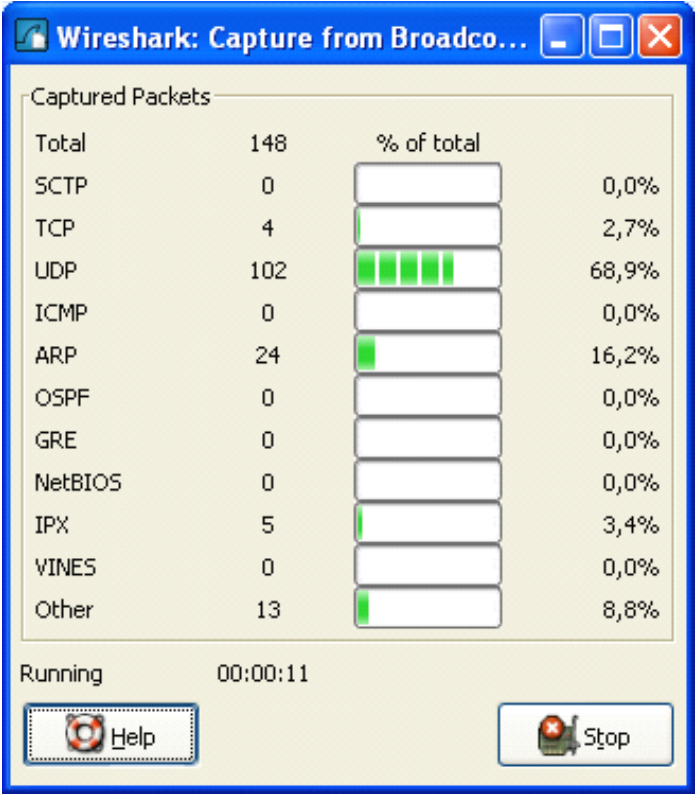 Wireshark: Capture from Broadco...
Captured Packets
Total 148 % of total
SCTP 0 0,0%
TCP 4 2,7%
UDP 102 68,9%
ICMP 0 0,0%
ARP 24 16,2%
OSPF 0 0,0%
GRE 0 0,0%
NetBIOS 0 0,0%
IPX 5 3,4%
VINES 0 0,0%
Other 13 8,8%
Running 00:00:11
Help Stop